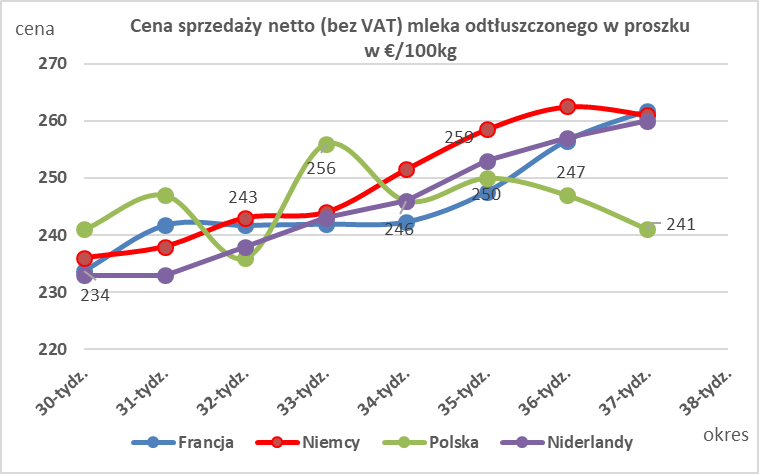 cena
Cena sprzedaży netto (bez VAT) mleka odtłuszczonego w proszku
w €/100kg
270
260
250
240
230
220
234
243
256
246
259
250
247
241
30-tydz.
31-tydz.
32-tydz.
33-tydz.
34-tydz.
35-tydz.
36-tydz.
37-tydz.
38-tydz.
okres
Francja
Niemcy
Polska
Niderlandy